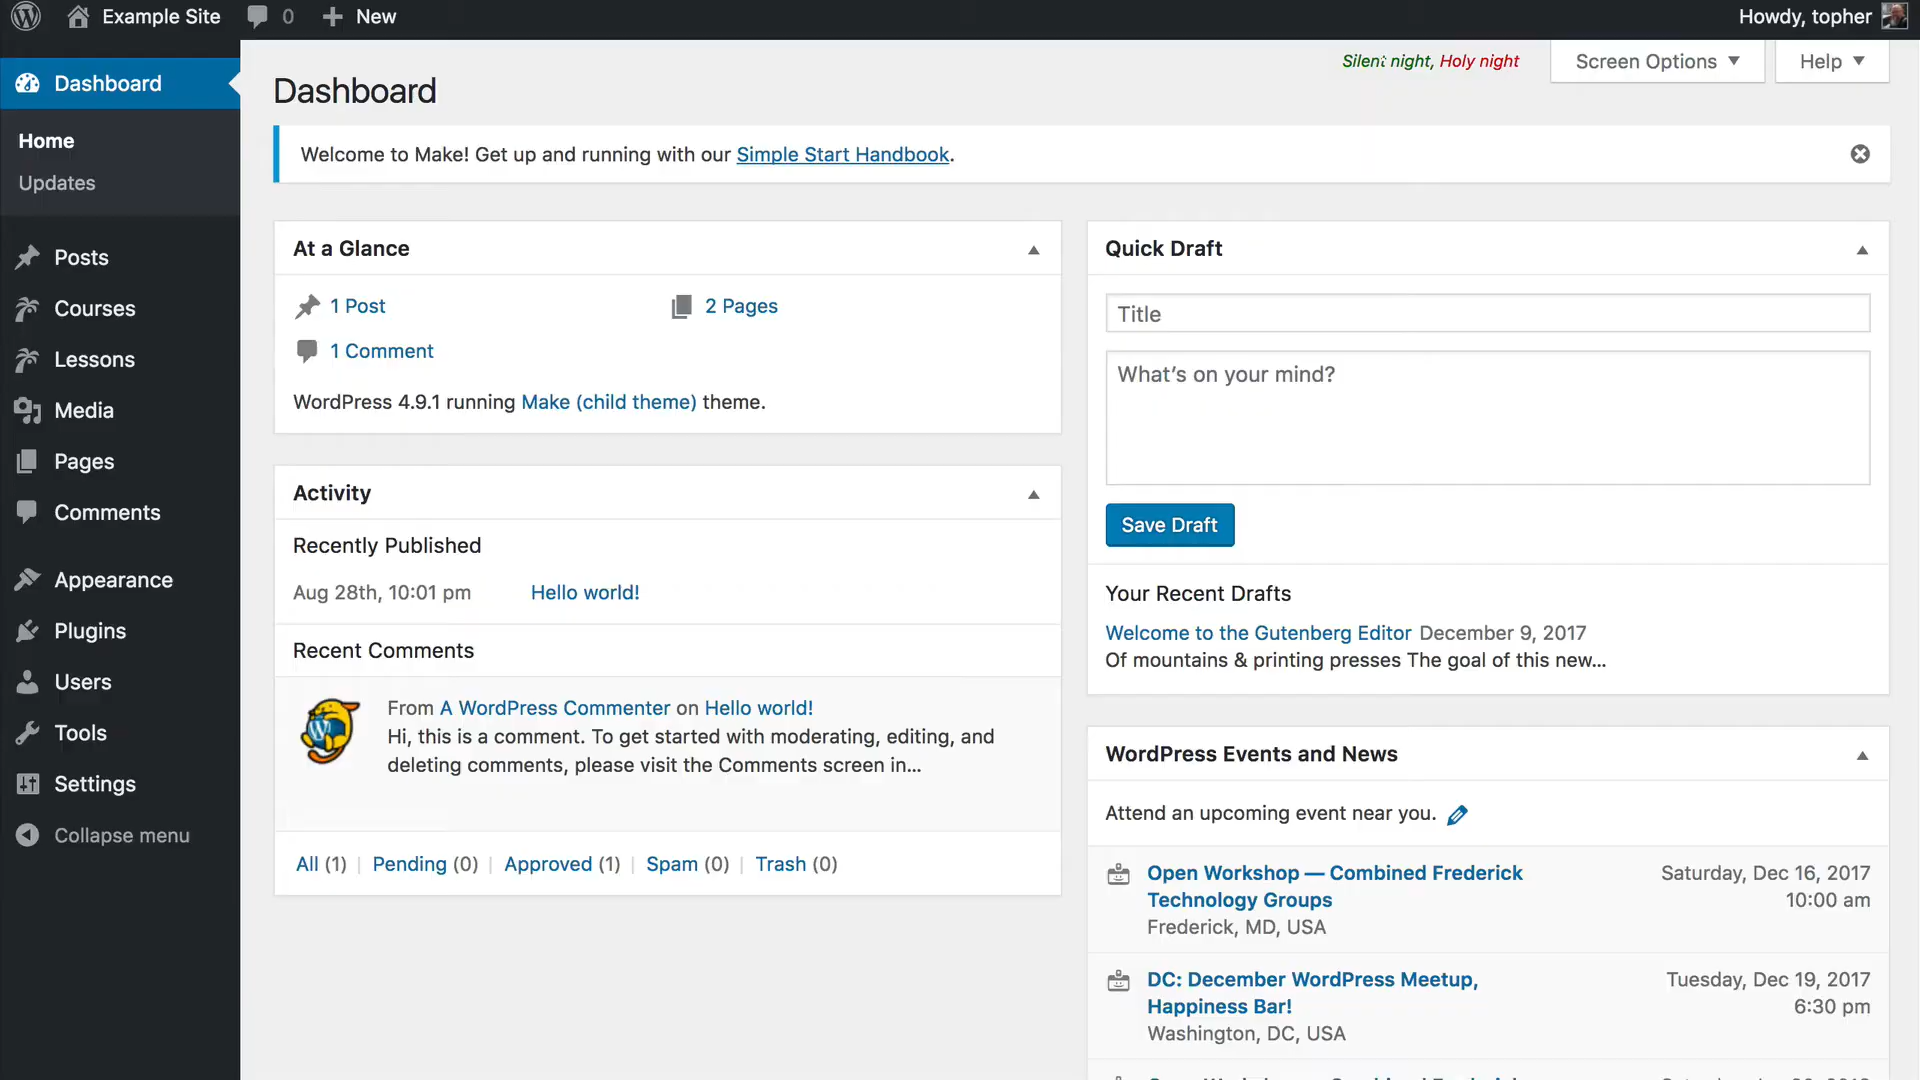 Example Site
0
New
Howdy, topher
Dashboard
Home
Updates
Posts
Courses
Lessons
Media
Pages
Comments
Appearance
Plugins
Users
Tools
Settings
Collapse menu
Silent night, Holy night
Screen Options
Help
Dashboard
Welcome to Make! Get up and running with our Simple Start Handbook.
At a Glance
1 Post
2 Pages
1 Comment
WordPress 4.9.1 running Make (child theme) theme.
Activity
Recently Published
Aug 28th, 10:01 pm
Hello world!
Recent Comments
From A WordPress Commenter on Hello world!
Hi, this is a comment. To get started with moderating, editing, and
deleting comments, please visit the Comments screen in...
All (1) | Pending (0) | Approved (1) | Spam (0) | Trash (0)
Quick Draft
Title
What's on your mind?
Save Draft
Your Recent Drafts
Welcome to the Gutenberg Editor December 9, 2017
Of mountains & printing presses The goal of this new...
WordPress Events and News
Attend an upcoming event near you.
Open Workshop — Combined Frederick
Technology Groups
Frederick, MD, USA
Saturday, Dec 16, 2017
10:00 am
DC: December WordPress Meetup,
Happiness Bar!
Washington, DC, USA
Tuesday, Dec 19, 2017
6:30 pm